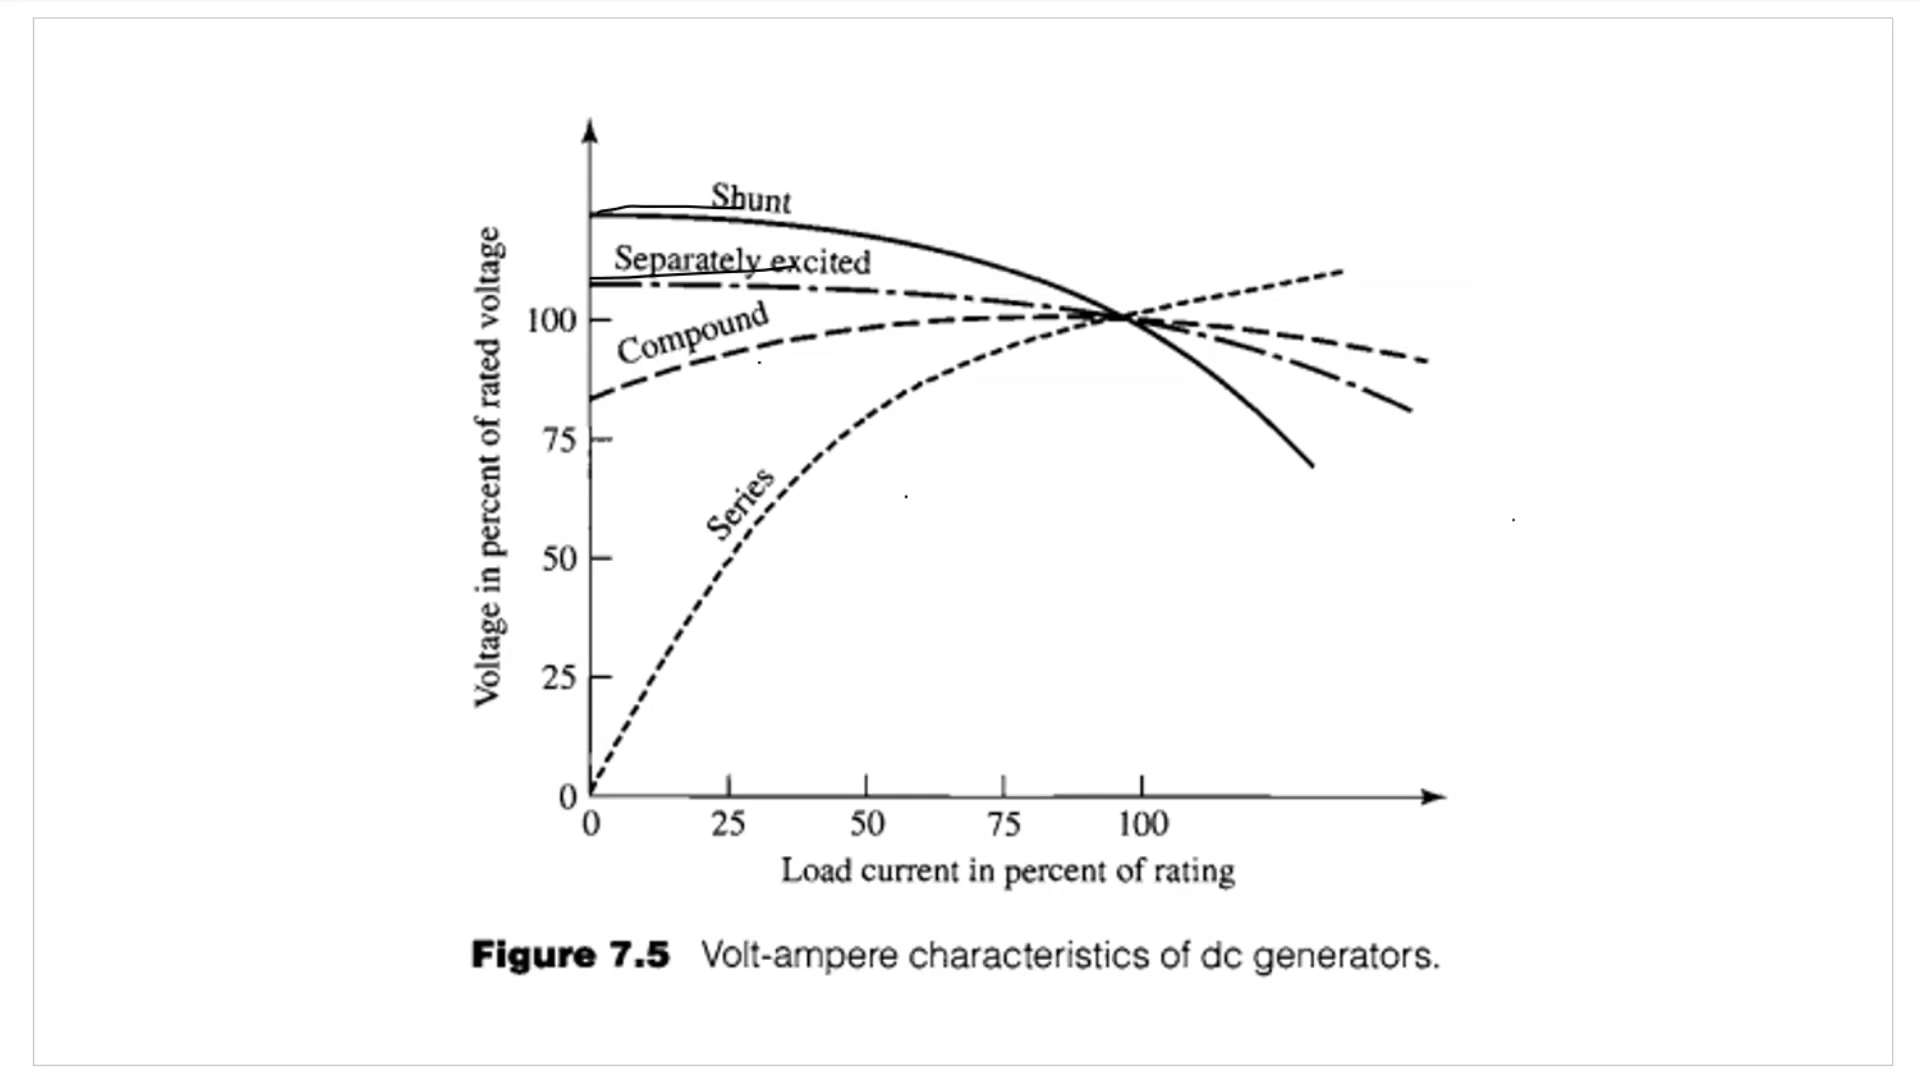 Shunt
Separately excited
Compound
Series
Voltage in percent of rated voltage
100
75
50
25
0
0 25 50 75 100
Load current in percent of rating
Figure 7.5 Volt-ampere characteristics of dc generators.